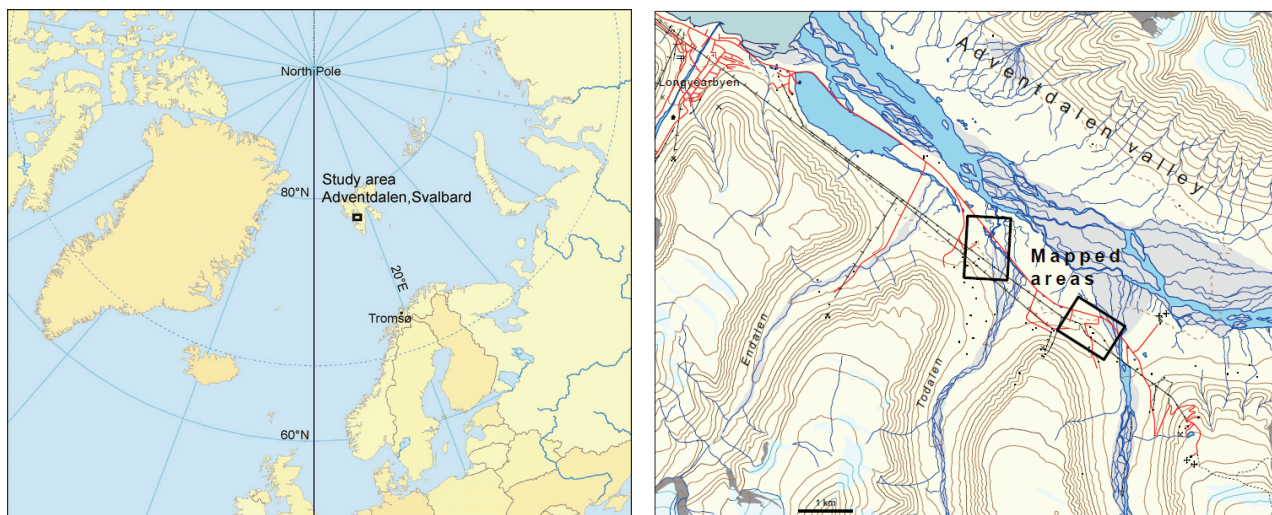 North Pole
80°N
Study area
Adventdalen,Svalbard
20°E
Tromsø
60°N
Longyearbyen
Adventdalen valley
Mapped
areas
Endalen
Todalen
1 km